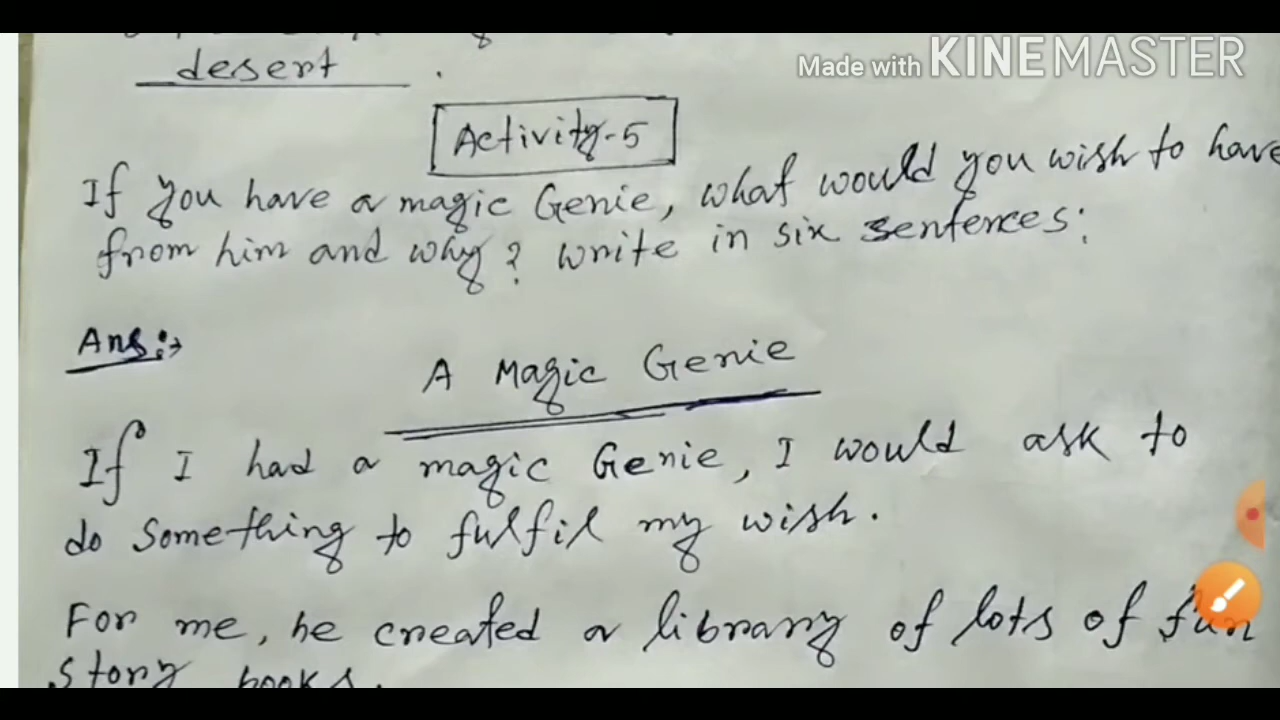 desert .
Made with KINEMASTER
Activity-5
If you have a magic Genie, what would you wish to have
from him and why? Write in six sentences:
Ans:→
A Magic Genie
If I had a magic Genie, I would ask to
do something to fulfil my wish.
For me, he created a library of lots of fun
story books.